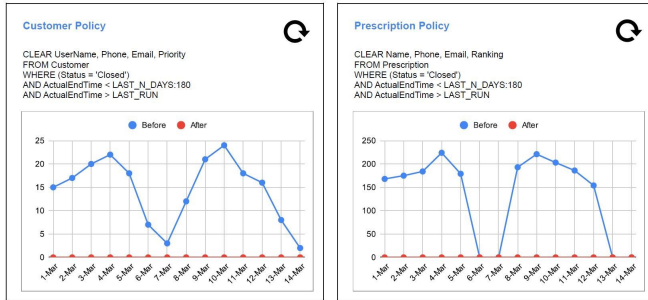 Customer Policy
CLEAR UserName, Phone, Email, Priority
FROM Customer
WHERE (Status = 'Closed')
AND ActualEndTime < LAST_N_DAYS:180
AND ActualEndTime > LAST_RUN
Before After
25
20
15
10
5
0
1-Mar 2-Mar 3-Mar 4-Mar 5-Mar 6-Mar 7-Mar 8-Mar 9-Mar 10-Mar 11-Mar 12-Mar 13-Mar 14-Mar
Prescription Policy
CLEAR Name, Phone, Email, Ranking
FROM Prescription
WHERE (Status = 'Closed')
AND ActualEndTime < LAST_N_DAYS:180
AND ActualEndTime > LAST_RUN
Before After
250
200
150
100
50
0
1-Mar 2-Mar 3-Mar 4-Mar 5-Mar 6-Mar 7-Mar 8-Mar 9-Mar 10-Mar 11-Mar 12-Mar 13-Mar 14-Mar